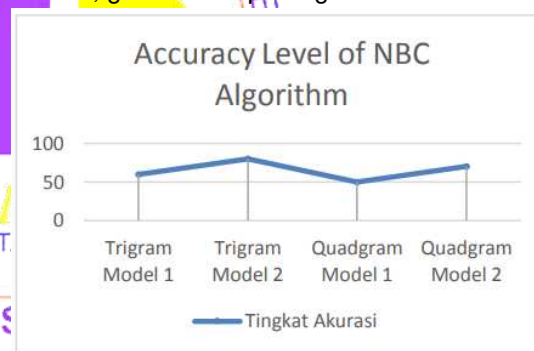 Accuracy Level of NBC
Algorithm
100
50
0
Trigram Model 1
Trigram Model 2
Quadgram Model 1
Quadgram Model 2
Tingkat Akurasi